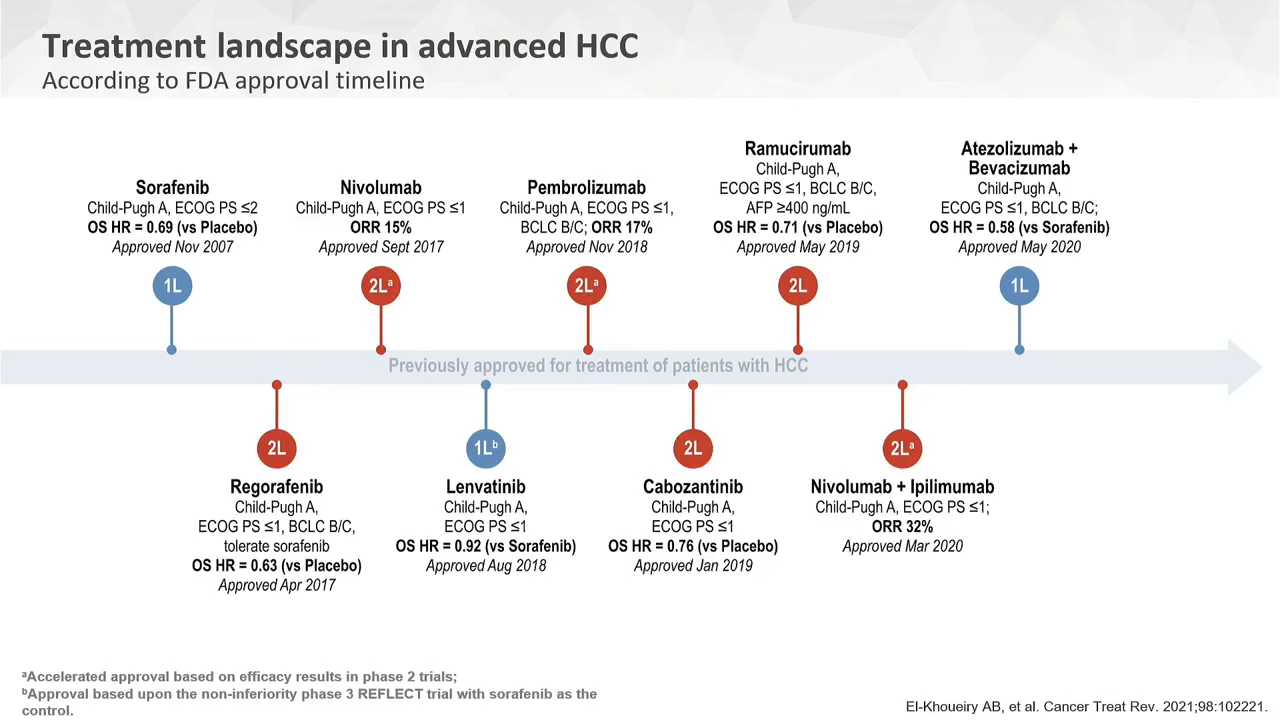 Treatment landscape in advanced HCC
According to FDA approval timeline
Sorafenib
Child-Pugh A, ECOG PS ≤2
OS HR = 0.69 (vs Placebo)
Approved Nov 2007
1L
Nivolumab
Child-Pugh A, ECOG PS ≤1
ORR 15%
Approved Sept 2017
2Lᵃ
Pembrolizumab
Child-Pugh A, ECOG PS ≤1,
BCLC B/C; ORR 17%
Approved Nov 2018
2Lᵃ
Ramucirumab
Child-Pugh A,
ECOG PS ≤1, BCLC B/C,
AFP ≥400 ng/mL
OS HR = 0.71 (vs Placebo)
Approved May 2019
2L
Atezolizumab +
Bevacizumab
Child-Pugh A,
ECOG PS ≤1, BCLC B/C;
OS HR = 0.58 (vs Sorafenib)
Approved May 2020
1L
Previously approved for treatment of patients with HCC
2L
Regorafenib
Child-Pugh A,
ECOG PS ≤1, BCLC B/C,
tolerate sorafenib
OS HR = 0.63 (vs Placebo)
Approved Apr 2017
1Lᵇ
Lenvatinib
Child-Pugh A,
ECOG PS ≤1
OS HR = 0.92 (vs Sorafenib)
Approved Aug 2018
2L
Cabozantinib
Child-Pugh A,
ECOG PS ≤1
OS HR = 0.76 (vs Placebo)
Approved Jan 2019
2Lᵃ
Nivolumab + Ipilimumab
Child-Pugh A, ECOG PS ≤1;
ORR 32%
Approved Mar 2020
ᵃAccelerated approval based on efficacy results in phase 2 trials;
ᵇApproval based upon the non-inferiority phase 3 REFLECT trial with sorafenib as the
control.
El-Khoueiry AB, et al. Cancer Treat Rev. 2021;98:102221.